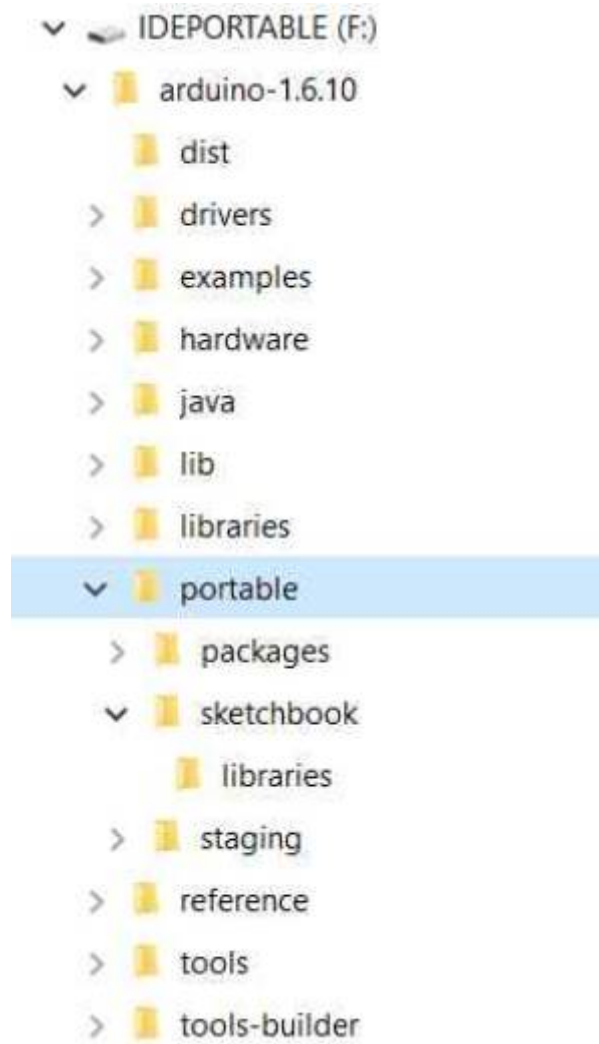 IDEPORTABLE (F:)
arduino-1.6.10
dist
drivers
examples
hardware
java
lib
libraries
portable
packages
sketchbook
libraries
staging
reference
tools
tools-builder